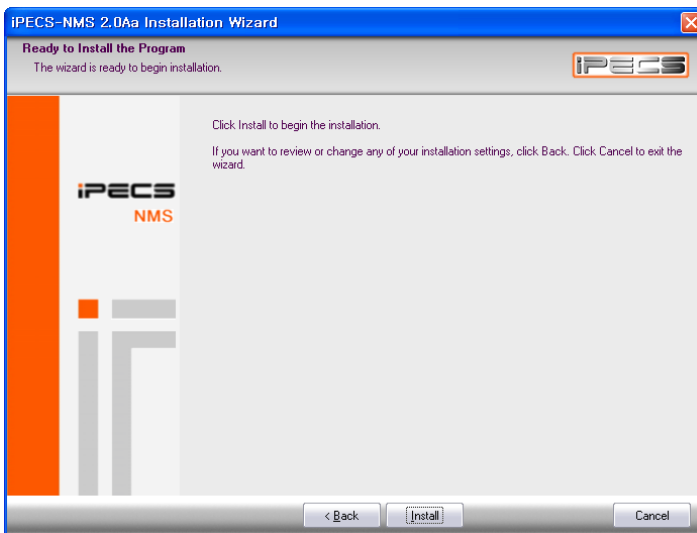 iPECS-NMS 2.0Aa Installation Wizard
Ready to Install the Program
The wizard is ready to begin installation.
iPECS
Click Install to begin the installation.
If you want to review or change any of your installation settings, click Back. Click Cancel to exit the
wizard.
iPECS
NMS
< Back
Install
Cancel